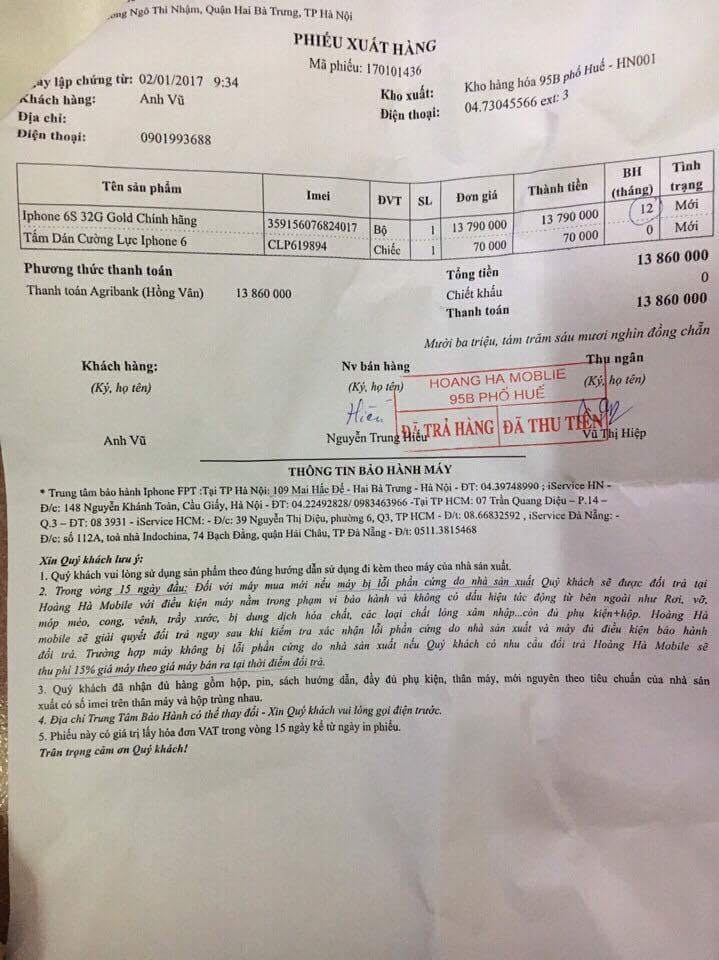 Ngô Thì Nhậm, Quận Hai Bà Trưng, TP Hà Nội
PHIẾU XUẤT HÀNG
Mã phiếu: 170101436
lập chứng từ: 02/01/2017 9:34
Kho xuất: Kho hàng hóa 95B phố Huế - HN001
Khách hàng: Anh Vũ
Điện thoại: 04.73045566 ext: 3
Địa chỉ:
Điện thoại: 0901993688
Tên sản phẩm Imei ĐVT SL Đơn giá Thành tiền BH (tháng) Tình trạng
Iphone 6S 32G Gold Chính hãng 359156076824017 Bộ 1 13 790 000 13 790 000 12 Mới
Tấm Dán Cường Lực Iphone 6 CLP619894 Chiếc 1 70 000 70 000 0 Mới
Phương thức thanh toán Tổng tiền 13 860 000
Thanh toán Agribank (Hồng Vân) 13 860 000 Chiết khấu 0
Thanh toán 13 860 000
Mười ba triệu, tám trăm sáu mươi nghìn đồng chẵn
Khách hàng: Nv bán hàng Thu ngân
(Ký, họ tên) (Ký, họ tên) (Ký, họ tên)
HOANG HA MOBLIE
95B PHỐ HUẾ
Hiếu
ĐÃ TRẢ HÀNG ĐÃ THU TIỀN
Anh Vũ Nguyễn Trung Hiếu Vũ Thị Hiệp
THÔNG TIN BẢO HÀNH MÁY
* Trung tâm bảo hành Iphone FPT :Tại TP Hà Nội: 109 Mai Hắc Đế - Hai Bà Trưng - Hà Nội - ĐT: 04.39748990 ; iService HN -
Đ/c: 148 Nguyễn Khánh Toàn, Cầu Giấy, Hà Nội - ĐT: 04.22492828/ 0983463966 -Tại TP HCM: 07 Trần Quang Diệu – P.14 –
Q.3 – ĐT: 08 3931 - iService HCM: - Đ/c: 39 Nguyễn Thị Diệu, phường 6, Q3, TP HCM - Đ/t: 08.66832592 , iService Đà Nẵng: -
Đ/c: số 112A, toà nhà Indochina, 74 Bạch Đằng, quận Hải Châu, TP Đà Nẵng - Đ/t: 0511.3815468
Xin Quý khách lưu ý:
1. Quý khách vui lòng sử dụng sản phẩm theo đúng hướng dẫn sử dụng đi kèm theo máy của nhà sản xuất.
2. Trong vòng 15 ngày đầu: Đối với máy mua mới nếu máy bị lỗi phần cứng do nhà sản xuất Quý khách sẽ được đổi trả tại
Hoàng Hà Mobile với điều kiện máy nằm trong phạm vi bảo hành và không có dấu hiệu tác động từ bên ngoài như Rơi, vỡ,
móp méo, cong, vênh, trầy xước, bị dung dịch hóa chất, các loại chất lỏng xâm nhập...còn đủ phụ kiện+hộp. Hoàng Hà
mobile sẽ giải quyết đổi trả ngay sau khi kiểm tra xác nhận lỗi phần cứng do nhà sản xuất và máy đủ điều kiện bảo hành
đổi trả. Trường hợp máy không bị lỗi phần cứng do nhà sản xuất nếu Quý khách có nhu cầu đổi trả Hoàng Hà Mobile sẽ
thu phí 15% giá máy theo giá máy bán ra tại thời điểm đổi trả.
3. Quý khách đã nhận đủ hàng gồm hộp, pin, sách hướng dẫn, đầy đủ phụ kiện, thân máy, mới nguyên theo tiêu chuẩn của nhà sản
xuất có số imei trên thân máy và hộp trùng nhau.
4. Địa chỉ Trung Tâm Bảo Hành có thể thay đổi - Xin Quý khách vui lòng gọi điện trước.
5. Phiếu này có giá trị lấy hóa đơn VAT trong vòng 15 ngày kể từ ngày in phiếu.
Trân trọng cảm ơn Quý khách!